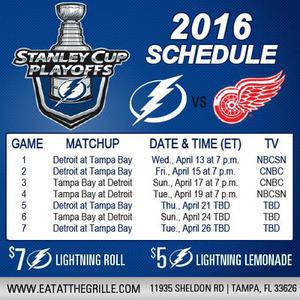 STANLEY CUP
PLAYOFFS
2016
SCHEDULE
VS
GAME MATCHUP DATE & TIME (ET) TV
1 Detroit at Tampa Bay Wed., April 13 at 7 p.m. NBCSN
2 Detroit at Tampa Bay Fri., April 15 at 7 p.m. CNBC
3 Tampa Bay at Detroit Sun., April 17 at 7 p.m. CNBC
4 Tampa Bay at Detroit Tue., April 19 at 7 p.m. NBCSN
5 Detroit at Tampa Bay Thu., April 21 TBD TBD
6 Tampa Bay at Detroit Sun., April 24 TBD TBD
7 Detroit at Tampa Bay Tue., April 26 TBD TBD
$7 LIGHTNING ROLL $5 LIGHTNING LEMONADE
WWW.EATATTHEGRILLE.COM 11935 SHELDON RD | TAMPA, FL 33626